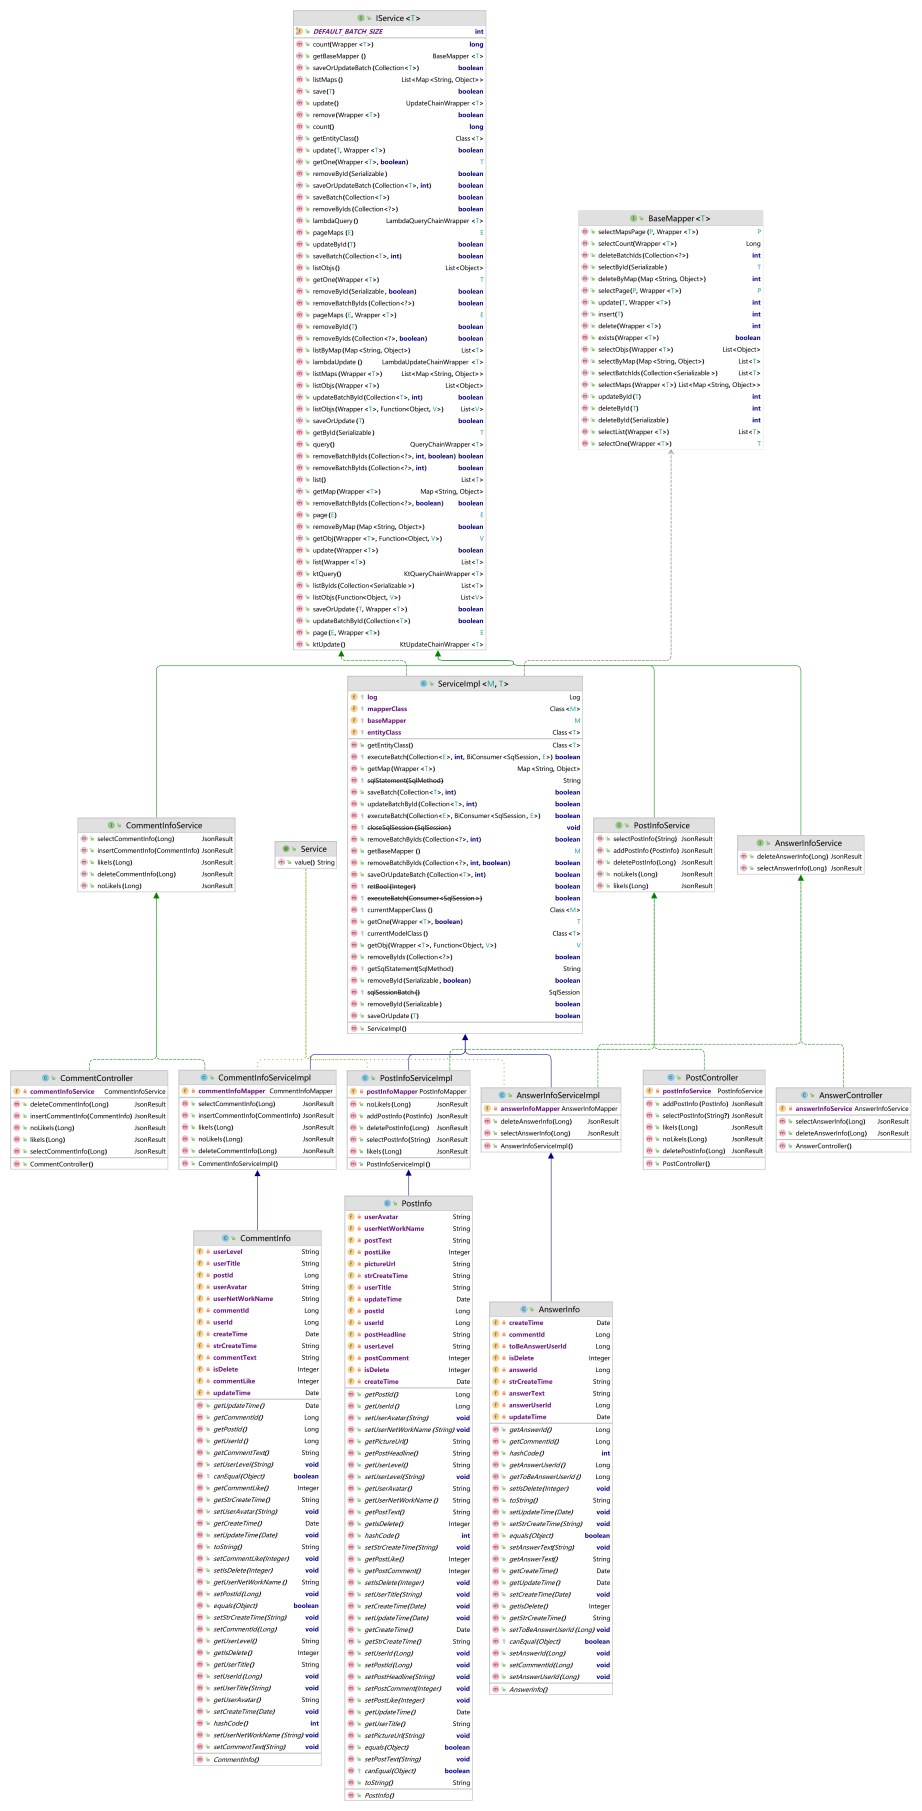 IService <T>
DEFAULT_BATCH_SIZE int
count(Wrapper <T>) long
getBaseMapper () BaseMapper <T>
saveOrUpdateBatch (Collection<T>) boolean
listMaps () List<Map <String, Object>>
save(T) boolean
update() UpdateChainWrapper <T>
remove(Wrapper <T>) boolean
count() long
getEntityClass() Class <T>
update(T, Wrapper <T>) boolean
getOne(Wrapper <T>, boolean) T
removeById (Serializable) boolean
saveOrUpdateBatch (Collection<T>, int) boolean
saveBatch(Collection<T>) boolean
removeByIds (Collection<?>) boolean
lambdaQuery () LambdaQueryChainWrapper <T>
pageMaps (E) E
updateById (T) boolean
saveBatch(Collection<T>, int) boolean
listObjs() List<Object>
getOne(Wrapper <T>) T
removeById (Serializable, boolean) boolean
removeBatchByIds (Collection<?>) boolean
pageMaps (E, Wrapper <T>) E
removeById (T) boolean
removeByIds (Collection<?>, boolean) boolean
listByMap (Map <String, Object>) List<T>
lambdaUpdate () LambdaUpdateChainWrapper <T>
listMaps (Wrapper <T>) List<Map <String, Object>>
listObjs(Wrapper <T>) List<Object>
updateBatchById (Collection<T>, int) boolean
listObjs(Wrapper <T>, Function<Object, V>) List<V>
saveOrUpdate (T) boolean
getById (Serializable) T
query() QueryChainWrapper <T>
removeBatchByIds (Collection<?>, int, boolean) boolean
removeBatchByIds (Collection<?>, int) boolean
list() List<T>
getMap (Wrapper <T>) Map <String, Object>
removeBatchByIds (Collection<?>, boolean) boolean
page (E) E
removeByMap (Map <String, Object>) boolean
getObj (Wrapper <T>, Function<Object, V>) V
update(Wrapper <T>) boolean
list(Wrapper <T>) List<T>
ktQuery() KtQueryChainWrapper <T>
listByIds (Collection<Serializable >) List<T>
listObjs(Function<Object, V>) List<V>
saveOrUpdate (T, Wrapper <T>) boolean
updateBatchById (Collection<T>) boolean
page (E, Wrapper <T>) E
ktUpdate() KtUpdateChainWrapper <T>
BaseMapper <T>
selectMapsPage (P, Wrapper <T>) P
selectCount(Wrapper <T>) Long
deleteBatchIds (Collection<?>) int
selectById (Serializable) T
deleteByMap (Map <String, Object>) int
selectPage (P, Wrapper <T>) P
update(T, Wrapper <T>) int
insert(T) int
delete(Wrapper <T>) int
exists(Wrapper <T>) boolean
selectObjs (Wrapper <T>) List<Object>
selectByMap (Map <String, Object>) List<T>
selectBatchIds (Collection<Serializable >) List<T>
selectMaps (Wrapper <T>) List<Map <String, Object>>
updateById (T) int
deleteById (T) int
deleteById (Serializable) int
selectList(Wrapper <T>) List<T>
selectOne(Wrapper <T>) T
ServiceImpl <M, T>
log Log
mapperClass Class <M>
baseMapper M
entityClass Class <T>
getEntityClass() Class <T>
executeBatch(Collection<E>, int, BiConsumer <SqlSession, E>) boolean
getMap (Wrapper <T>) Map <String, Object>
sqlStatement(SqlMethod) String
saveBatch(Collection<T>, int) boolean
updateBatchById (Collection<T>, int) boolean
executeBatch(Collection<E>, BiConsumer <SqlSession, E>) boolean
closeSqlSession (SqlSession) void
removeBatchByIds (Collection<?>, int) boolean
getBaseMapper () M
removeBatchByIds (Collection<?>, int, boolean) boolean
saveOrUpdateBatch (Collection<T>, int) boolean
retBool (Integer) boolean
executeBatch(Consumer <SqlSession >) boolean
currentMapperClass () Class <M>
getOne(Wrapper <T>, boolean) T
currentModelClass () Class <T>
getObj (Wrapper <T>, Function<Object, V>) V
removeByIds (Collection<?>) boolean
getSqlStatement(SqlMethod) String
removeById (Serializable, boolean) boolean
sqlSessionBatch () SqlSession
removeById (Serializable) boolean
saveOrUpdate (T) boolean
ServiceImpl()
CommentInfoService
selectCommentInfo(Long) JsonResult
insertCommentInfo(CommentInfo) JsonResult
likels (Long) JsonResult
deleteCommentInfo(Long) JsonResult
noLikels (Long) JsonResult
Service
value() String
PostInfoService
selectPostInfo(String) JsonResult
addPostInfo (PostInfo) JsonResult
deletePostInfo(Long) JsonResult
noLikels (Long) JsonResult
likels (Long) JsonResult
AnswerInfoService
deleteAnswerInfo(Long) JsonResult
selectAnswerInfo(Long) JsonResult
CommentController
commentInfoService CommentInfoService
deleteCommentInfo(Long) JsonResult
insertCommentInfo(CommentInfo) JsonResult
noLikels (Long) JsonResult
likels (Long) JsonResult
selectCommentInfo(Long) JsonResult
CommentController()
CommentInfoServiceImpl
commentInfoMapper CommentInfoMapper
selectCommentInfo(Long) JsonResult
insertCommentInfo(CommentInfo) JsonResult
likels (Long) JsonResult
noLikels (Long) JsonResult
deleteCommentInfo(Long) JsonResult
CommentInfoServiceImpl()
PostInfoServiceImpl
postInfoMapper PostInfoMapper
noLikels (Long) JsonResult
addPostInfo (PostInfo) JsonResult
deletePostInfo(Long) JsonResult
selectPostInfo(String) JsonResult
likels (Long) JsonResult
PostInfoServiceImpl()
AnswerInfoServiceImpl
answerInfoMapper AnswerInfoMapper
deleteAnswerInfo(Long) JsonResult
selectAnswerInfo(Long) JsonResult
AnswerInfoServiceImpl()
PostController
postInfoService PostInfoService
addPostInfo (PostInfo) JsonResult
selectPostInfo(String?) JsonResult
likels (Long) JsonResult
noLikels (Long) JsonResult
deletePostInfo(Long) JsonResult
PostController()
AnswerController
answerInfoService AnswerInfoService
selectAnswerInfo(Long) JsonResult
deleteAnswerInfo(Long) JsonResult
AnswerController()
CommentInfo
userLevel String
userTitle String
postId Long
userAvatar String
userNetWorkName String
commentId Long
userId Long
createTime Date
strCreateTime String
commentText String
isDelete Integer
commentLike Integer
updateTime Date
getUpdateTime() Date
getCommentId() Long
getPostId() Long
getUserId() Long
getCommentText() String
setUserLevel(String) void
canEqual(Object) boolean
getCommentLike() Integer
getStrCreateTime() String
setUserAvatar(String) void
getCreateTime() Date
setUpdateTime(Date) void
toString() String
setCommentLike(Integer) void
setIsDelete(Integer) void
getUserNetWorkName () String
setPostId(Long) void
equals(Object) boolean
setStrCreateTime(String) void
setCommentId(Long) void
getUserLevel() String
getIsDelete() Integer
getUserTitle() String
setUserId(Long) void
setUserTitle(String) void
getUserAvatar() String
setCreateTime(Date) void
hashCode() int
setUserNetWorkName (String) void
setCommentText(String) void
CommentInfo()
PostInfo
userAvatar String
userNetWorkName String
postText String
postLike Integer
pictureUrl String
strCreateTime String
userTitle String
updateTime Date
postId Long
userId Long
postHeadline String
userLevel String
postComment Integer
isDelete Integer
createTime Date
getPostId() Long
getUserId() Long
setUserAvatar(String) void
setUserNetWorkName (String) void
getPictureUrl() String
getPostHeadline() String
getUserLevel() String
setUserLevel(String) void
getUserAvatar() String
getUserNetWorkName () String
getPostText() String
getIsDelete() Integer
hashCode() int
setStrCreateTime(String) void
getPostLike() Integer
getPostComment() Integer
setIsDelete(Integer) void
setUserTitle(String) void
setCreateTime(Date) void
setUpdateTime(Date) void
getCreateTime() Date
getStrCreateTime() String
setUserId(Long) void
setPostId(Long) void
setPostHeadline(String) void
setPostComment(Integer) void
setPostLike(Integer) void
getUpdateTime() Date
getUserTitle() String
setPictureUrl(String) void
equals(Object) boolean
setPostText(String) void
canEqual(Object) boolean
toString() String
PostInfo()
AnswerInfo
createTime Date
commentId Long
toBeAnswerUserId Long
isDelete Integer
answerId Long
strCreateTime String
answerText String
answerUserId Long
updateTime Date
getAnswerId() Long
getCommentId() Long
hashCode() int
getAnswerUserId() Long
getToBeAnswerUserId () Long
setIsDelete(Integer) void
toString() String
setUpdateTime(Date) void
setStrCreateTime(String) void
equals(Object) boolean
setAnswerText(String) void
getAnswerText() String
getCreateTime() Date
getUpdateTime() Date
setCreateTime(Date) void
getIsDelete() Integer
getStrCreateTime() String
setToBeAnswerUserId (Long) void
canEqual(Object) boolean
setAnswerId(Long) void
setCommentId(Long) void
setAnswerUserId(Long) void
AnswerInfo()